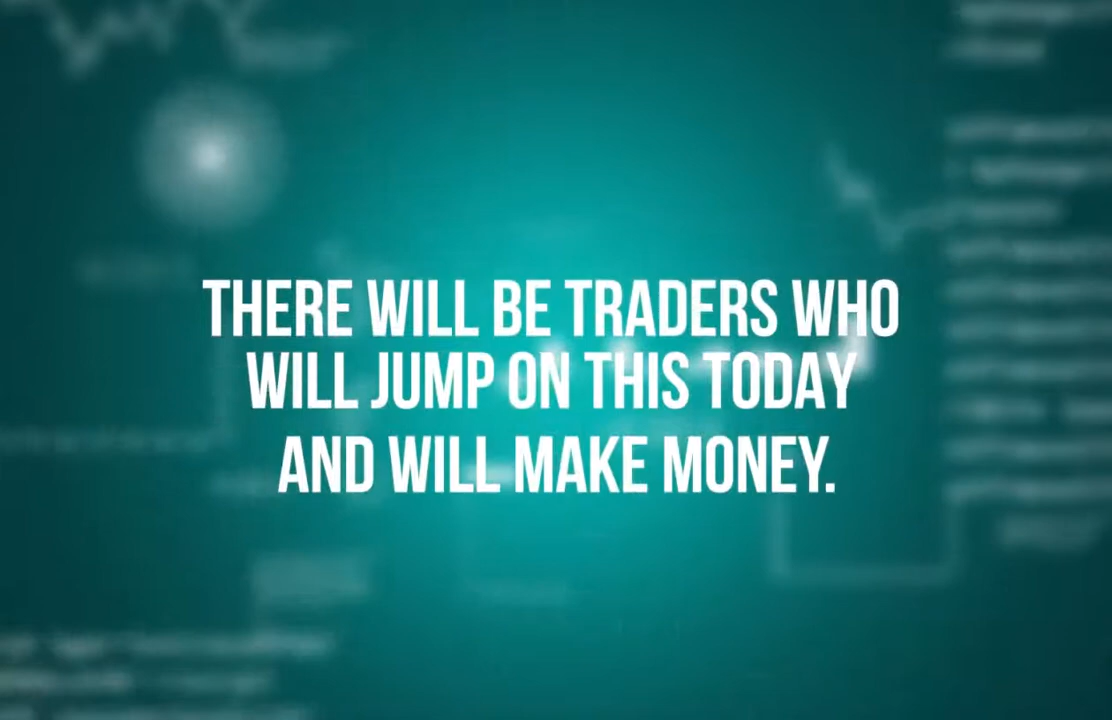 THERE WILL BE TRADERS WHO
WILL JUMP ON THIS TODAY
AND WILL MAKE MONEY.